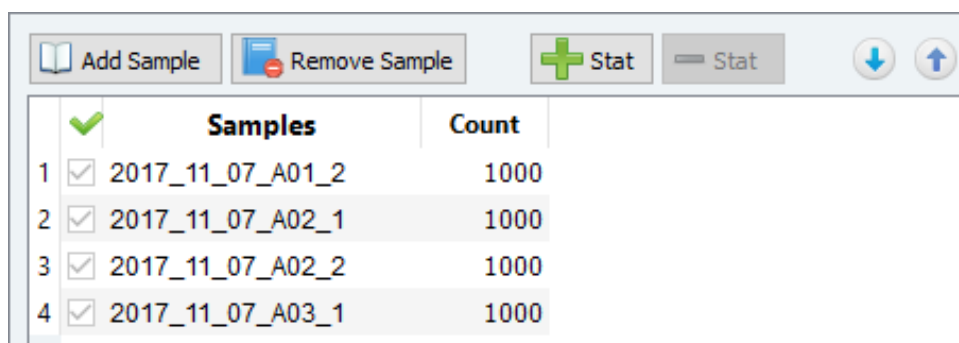 Add Sample Remove Sample Stat Stat
Samples Count
1 2017_11_07_A01_2 1000
2 2017_11_07_A02_1 1000
3 2017_11_07_A02_2 1000
4 2017_11_07_A03_1 1000